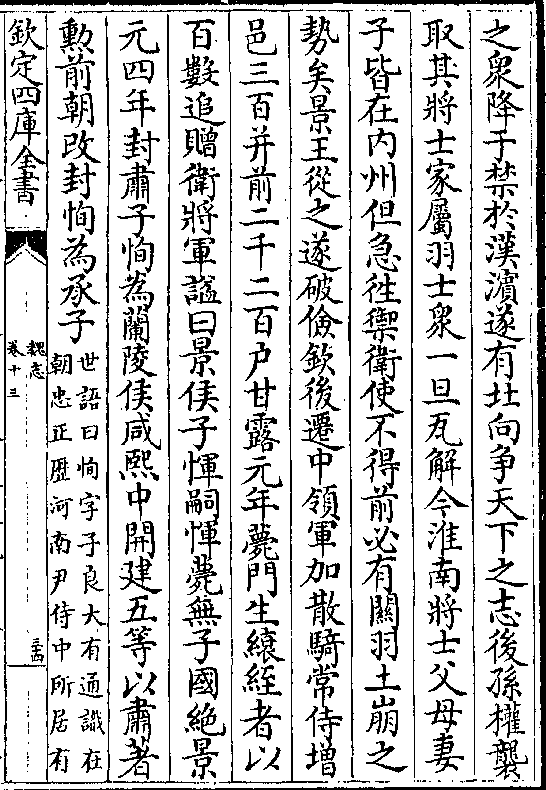 之衆降于禁於漢濵遂有北向争天下之志後孫權襲
取其將士家屬羽士衆一旦瓦解今淮南將士父母妻
子皆在内州但急徃禦衛使不得前必有關羽土崩之
勢矣景王從之遂破儉欽後遷中領軍加散騎常侍增
邑三百并前二千二百户甘露元年薨門生縗絰者以
百數追贈衛將軍諡曰景侯子惲嗣惲薨無子國絶景
元四年封肅子恂為蘭陵侯咸熙中開建五等以肅著
勲前朝改封恂為承子
世語曰恂字子良大有通識在
朝忠正歴河南尹侍中所居有
欽定四庫全書
魏志
卷十三
三四